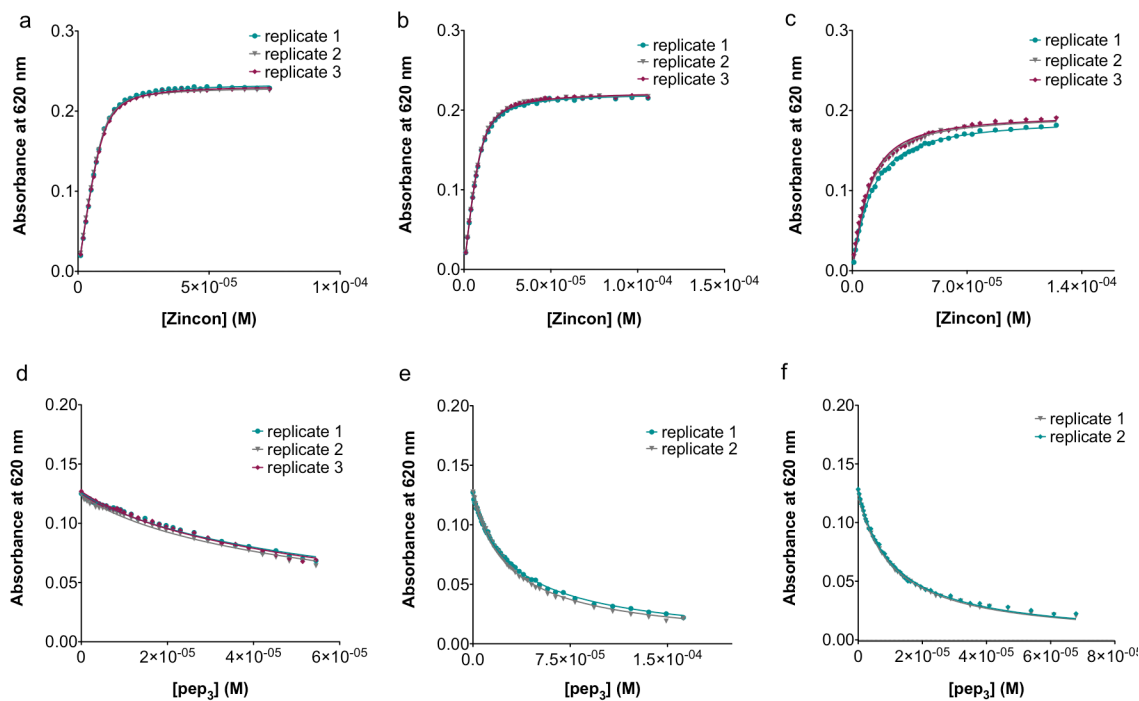 a
0.3
0.2
0.1
0.0
Absorbance at 620 nm
replicate 1
replicate 2
replicate 3
0
5×10⁻⁰⁵
1×10⁻⁰⁴
[Zincon] (M)
b
0.3
0.2
0.1
0.0
Absorbance at 620 nm
replicate 1
replicate 2
replicate 3
0.0
5.0×10⁻⁰⁵
1.0×10⁻⁰⁴
1.5×10⁻⁰⁴
[Zincon] (M)
c
0.3
0.2
0.1
0.0
Absorbance at 620 nm
replicate 1
replicate 2
replicate 3
0.0
7.0×10⁻⁰⁵
1.4×10⁻⁰⁴
[Zincon] (M)
d
0.20
0.15
0.10
0.05
0.00
Absorbance at 620 nm
replicate 1
replicate 2
replicate 3
0
2×10⁻⁰⁵
4×10⁻⁰⁵
6×10⁻⁰⁵
[pep₃] (M)
e
0.20
0.15
0.10
0.05
0.00
Absorbance at 620 nm
replicate 1
replicate 2
0.0
7.5×10⁻⁰⁵
1.5×10⁻⁰⁴
[pep₃] (M)
f
0.20
0.15
0.10
0.05
0.00
Absorbance at 620 nm
replicate 1
replicate 2
0
2×10⁻⁰⁵
4×10⁻⁰⁵
6×10⁻⁰⁵
8×10⁻⁰⁵
[pep₃] (M)